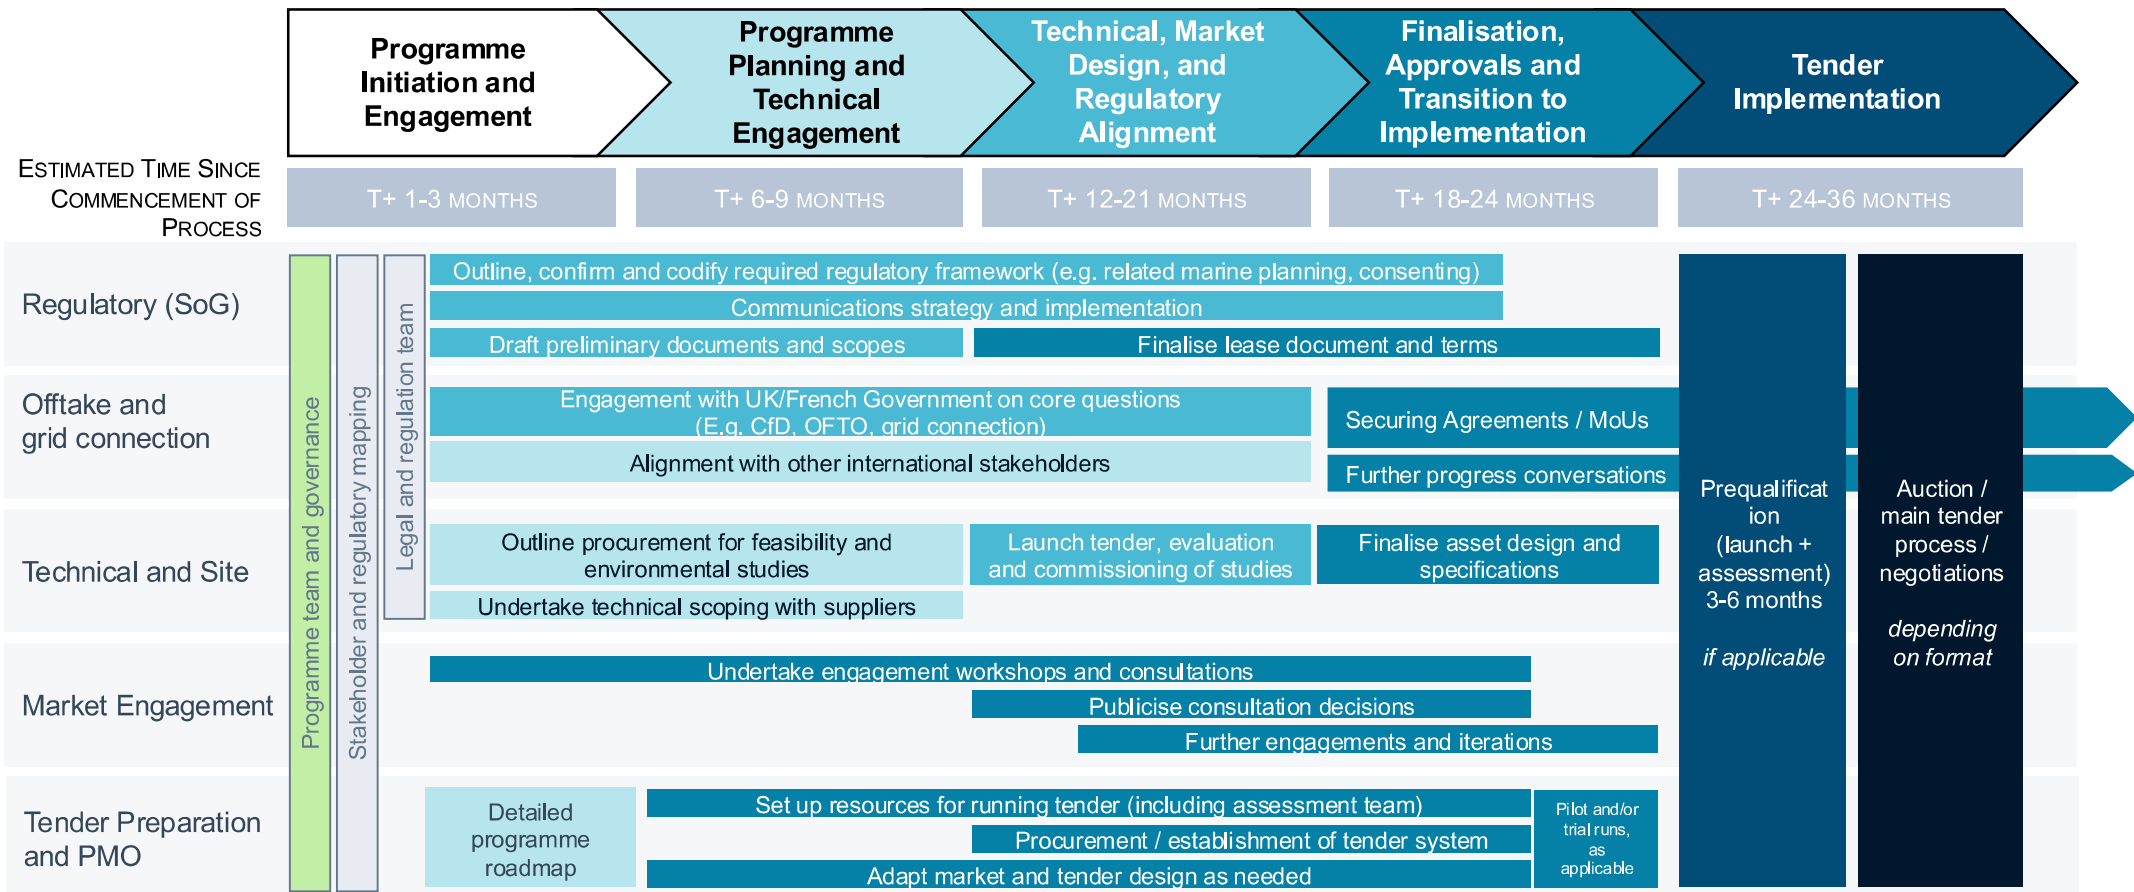 Programme
Initiation and
Engagement
Programme
Planning and
Technical
Engagement
Technical, Market
Design, and
Regulatory
Alignment
Finalisation,
Approvals and
Transition to
Implementation
Tender
Implementation
ESTIMATED TIME SINCE
COMMENCEMENT OF
PROCESS
T+ 1-3 MONTHS
T+ 6-9 MONTHS
T+ 12-21 MONTHS
T+ 18-24 MONTHS
T+ 24-36 MONTHS
Programme team and governance
Stakeholder and regulatory mapping
Legal and regulation team
Regulatory (SoG)
Outline, confirm and codify required regulatory framework (e.g. related marine planning, consenting)
Communications strategy and implementation
Draft preliminary documents and scopes
Finalise lease document and terms
Offtake and
grid connection
Engagement with UK/French Government on core questions
(E.g. CfD, OFTO, grid connection)
Alignment with other international stakeholders
Securing Agreements / MoUs
Further progress conversations
Technical and Site
Outline procurement for feasibility and
environmental studies
Undertake technical scoping with suppliers
Launch tender, evaluation
and commissioning of studies
Finalise asset design and
specifications
Market Engagement
Undertake engagement workshops and consultations
Publicise consultation decisions
Further engagements and iterations
Tender Preparation
and PMO
Detailed
programme
roadmap
Set up resources for running tender (including assessment team)
Procurement / establishment of tender system
Adapt market and tender design as needed
Pilot and/or
trial runs,
as
applicable
Prequalificat
ion
(launch +
assessment)
3-6 months
if applicable
Auction /
main tender
process /
negotiations
depending
on format